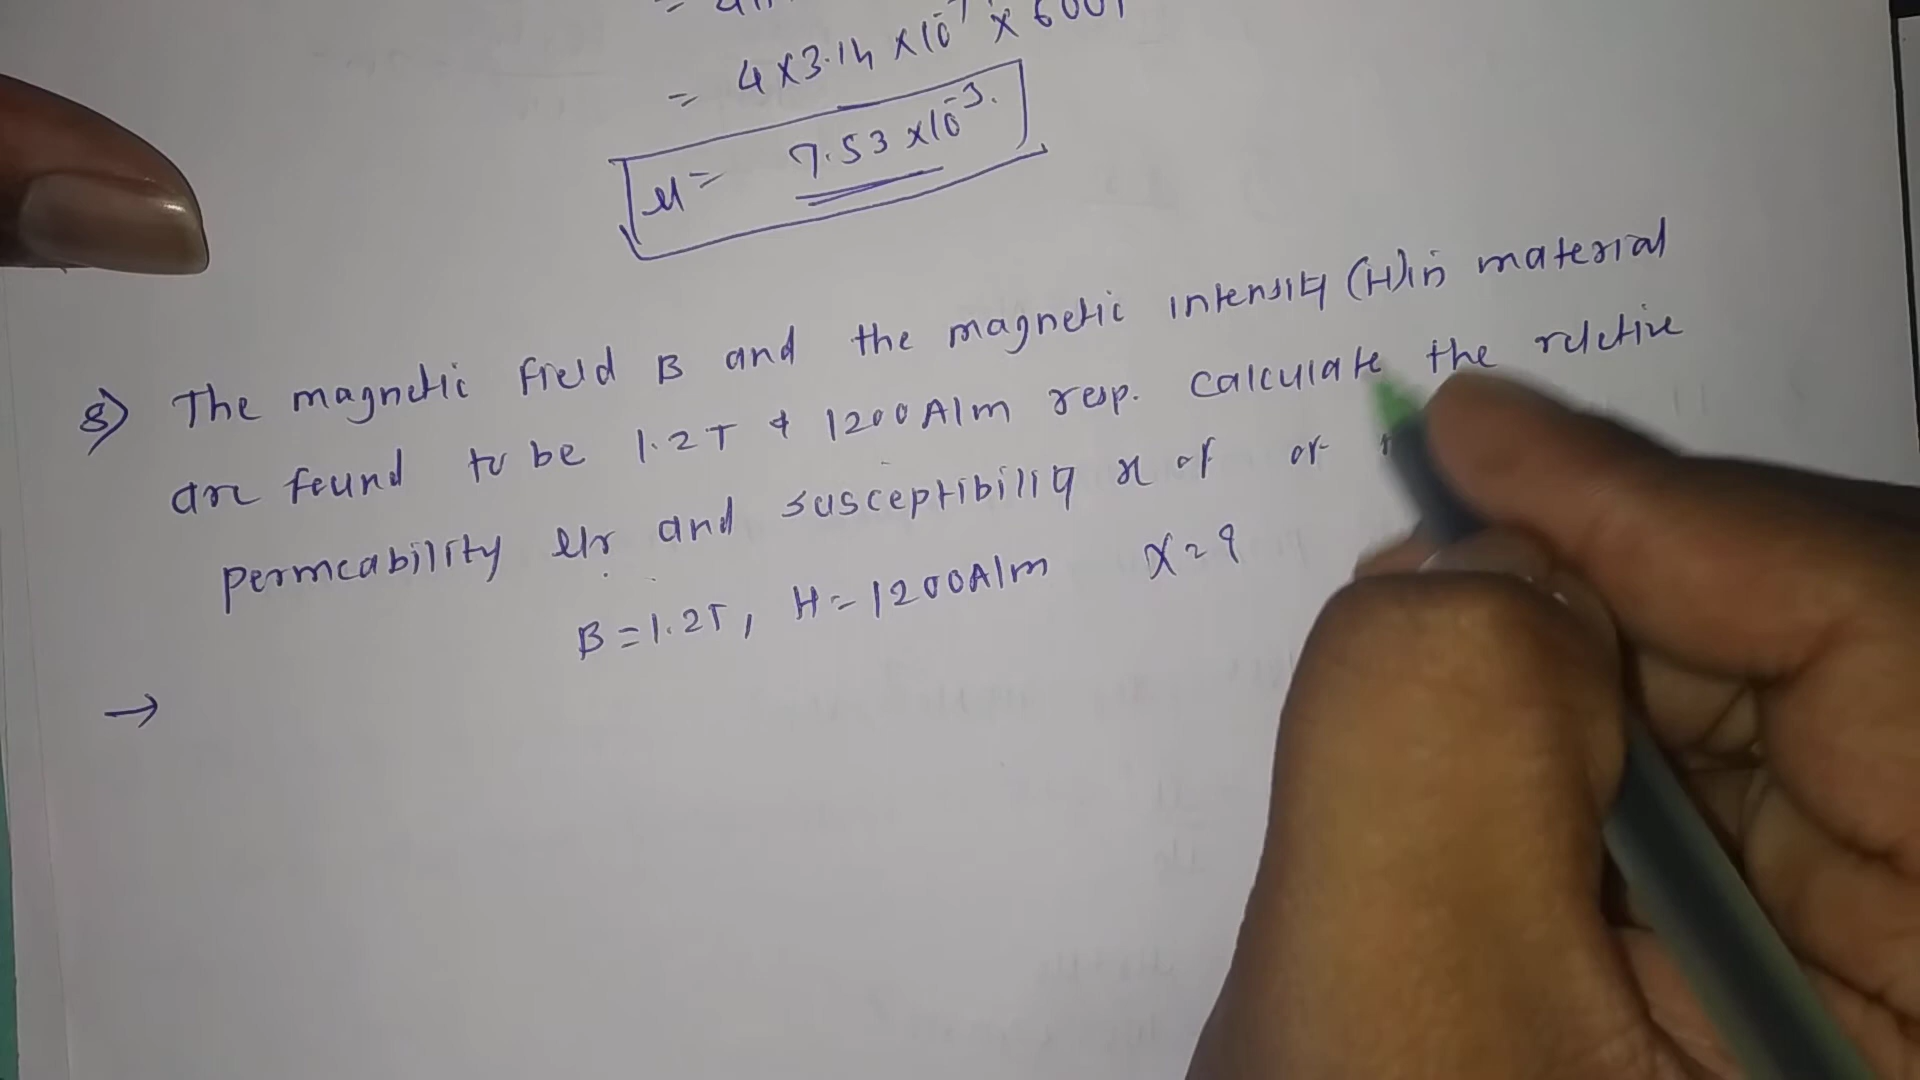 = 4 x 3.14 x 10⁻⁷ x 6001
μ = 7.53 x 10⁻³.
8) The magnetic field B and the magnetic intensity (H) in material
are found to be 1.2T & 1200 A/m resp. calculate the reletive
permeability μr and susceptibility x of or
B = 1.2T, H = 1200A/m x = ?
→